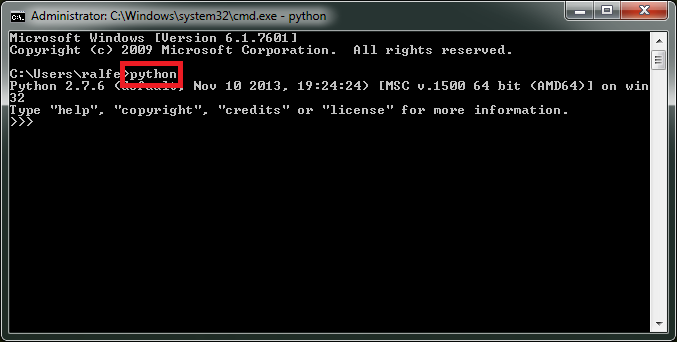 Administrator: C:\Windows\system32\cmd.exe - python
Microsoft Windows [Version 6.1.7601]
Copyright (c) 2009 Microsoft Corporation.  All rights reserved.
C:\Users\ralfe>python
Python 2.7.6 (default, Nov 10 2013, 19:24:24) [MSC v.1500 64 bit (AMD64)] on win
32
Type "help", "copyright", "credits" or "license" for more information.
>>>